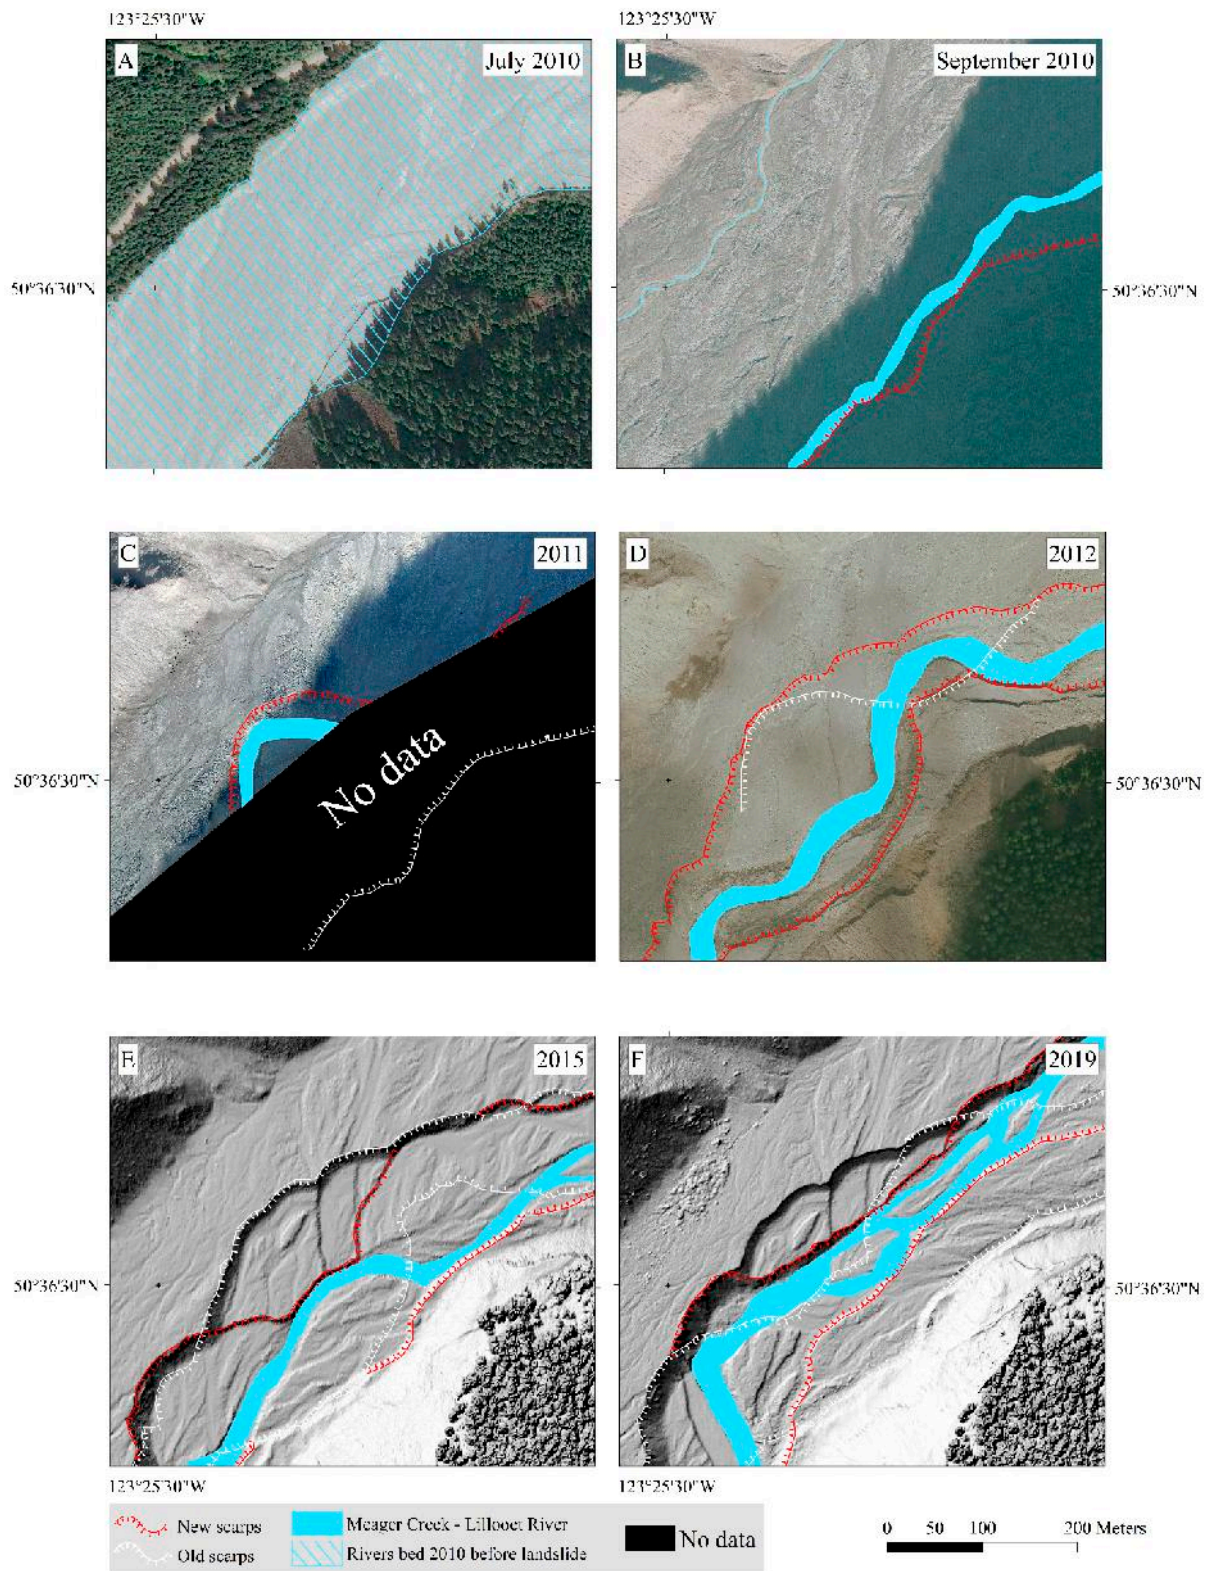 123°25'30"W 123°25'30"W
A July 2010 B September 2010
50°36'30"N 50°36'30"N
C 2011 D 2012
No data
50°36'30"N 50°36'30"N
E 2015 F 2019
50°36'30"N 50°36'30"N
123°25'30"W 123°25'30"W
New scarps Meager Creek - Lillooet River No data 0 50 100 200 Meters
Old scarps Rivers bed 2010 before landslide